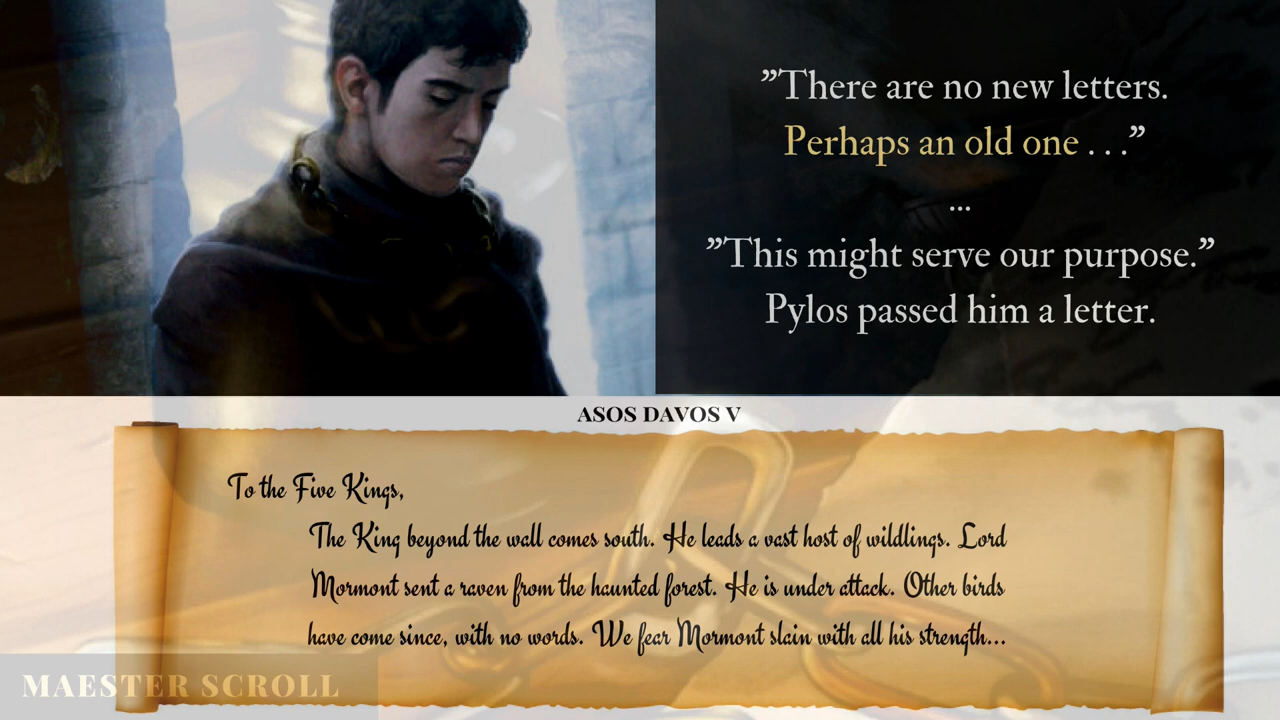 ”There are no new letters.
Perhaps an old one . . .”
...
”This might serve our purpose.”
Pylos passed him a letter.
ASOS DAVOS V
To the Five Kings,
The King beyond the wall comes south. He leads a vast host of wildlings. Lord
Mormont sent a raven from the haunted forest. He is under attack. Other birds
have come since, with no words. We fear Mormont slain with all his strength...
MAESTER SCROLL